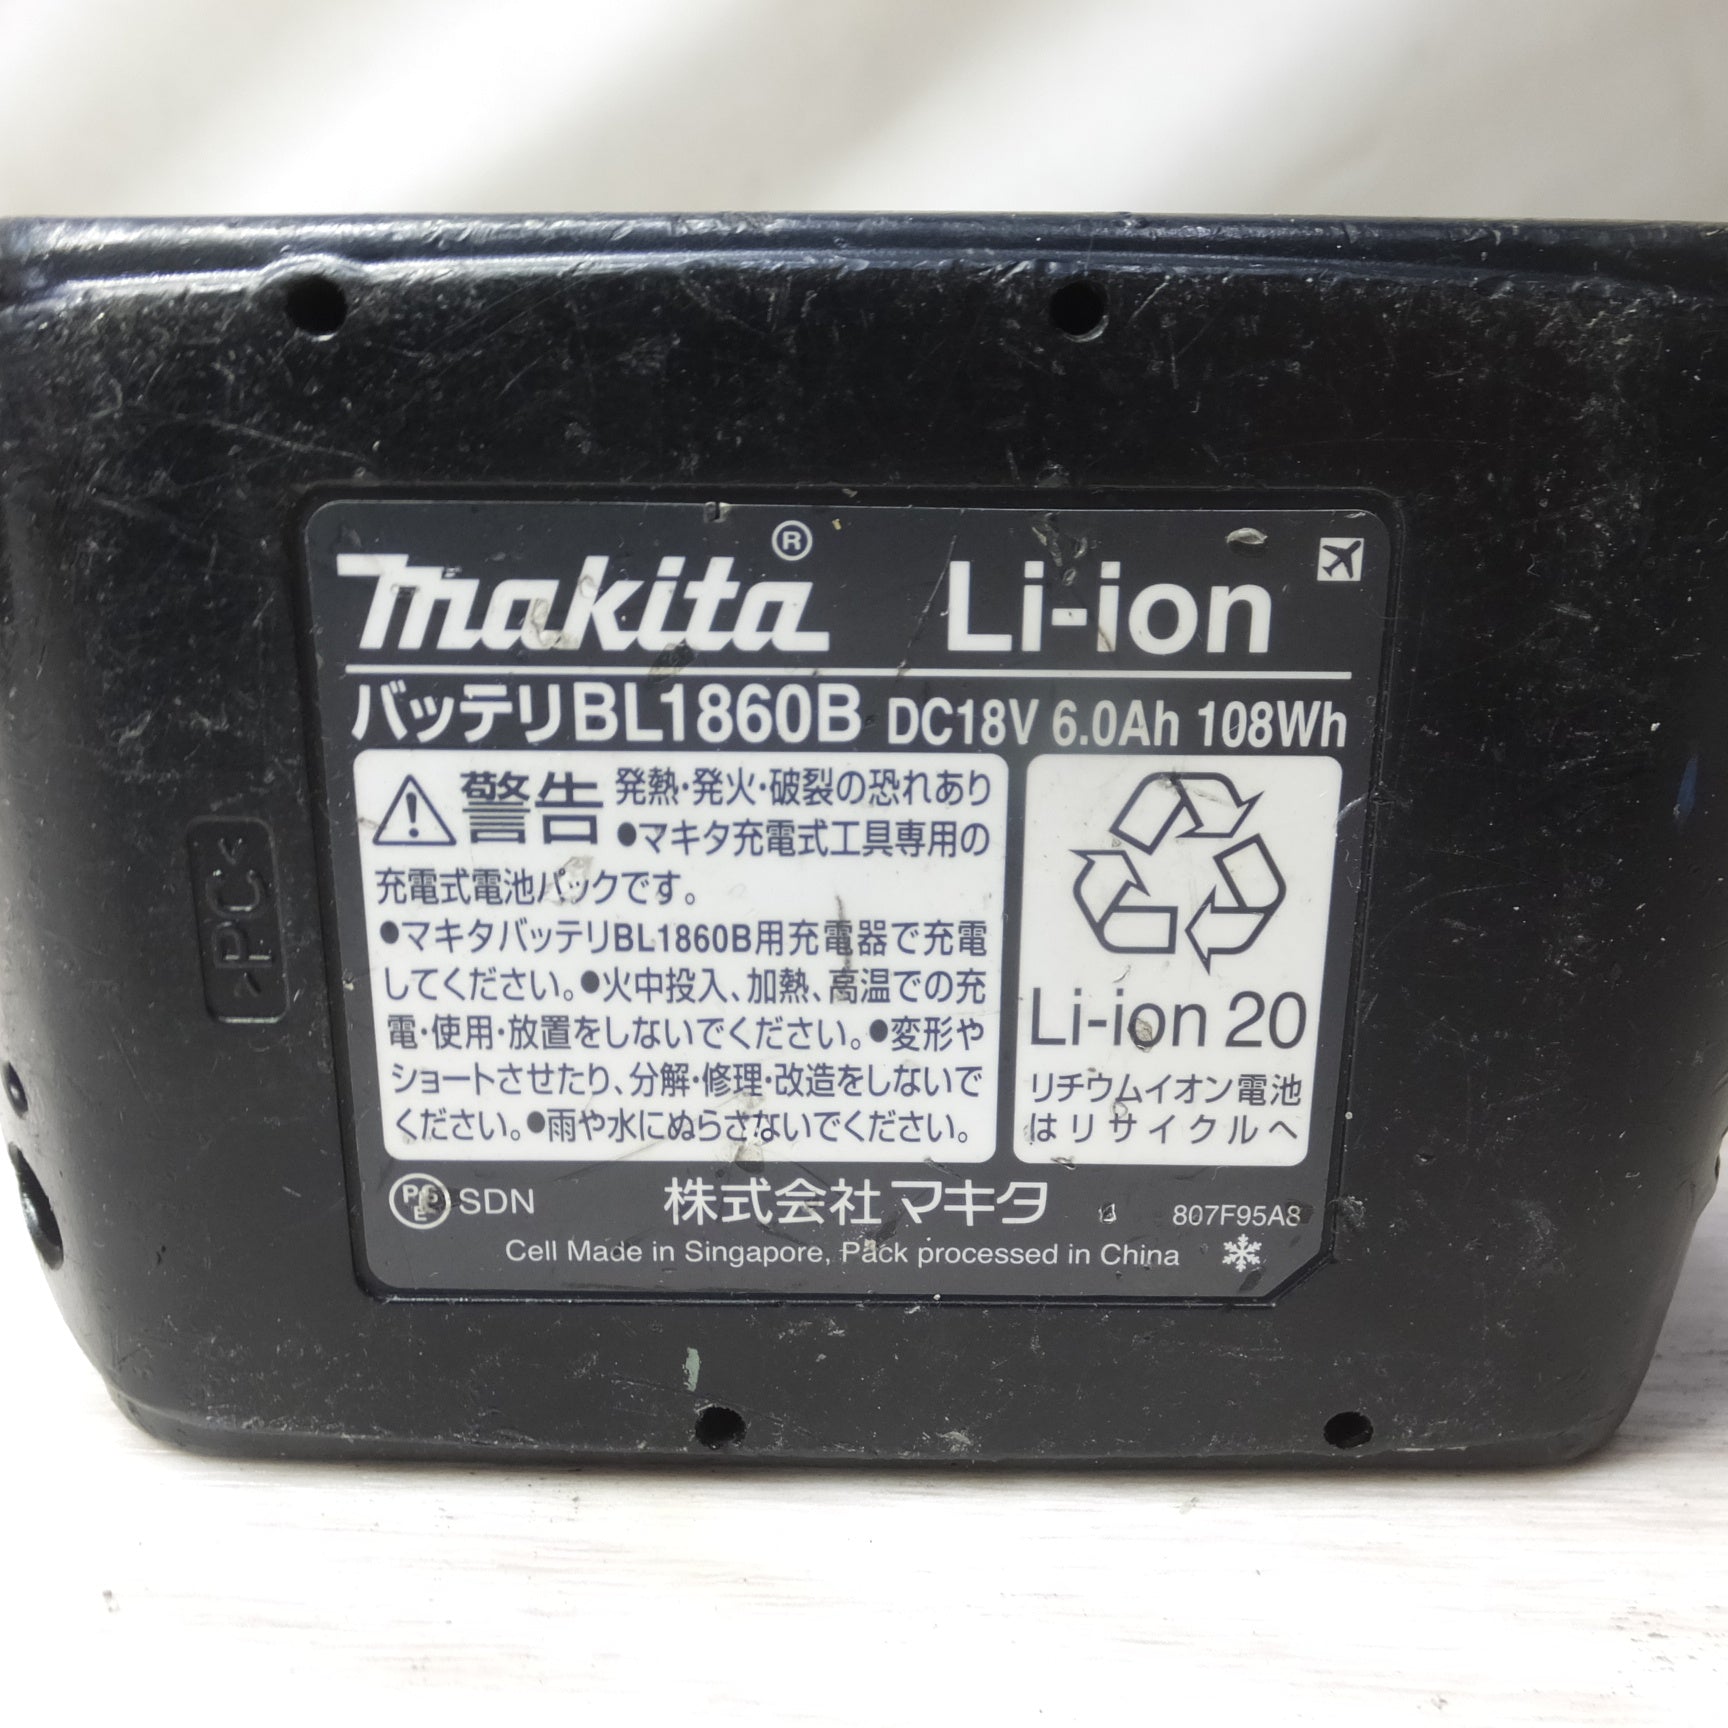 makita® Li-ion
バッテリBL1860B DC18V 6.0Ah 108Wh
警告 発熱・発火・破裂の恐れあり
●マキタ充電式工具専用の
充電式電池パックです。
●マキタバッテリBL1860B用充電器で充電
してください。●火中投入、加熱、高温での充
電・使用・放置をしないでください。●変形や
ショートさせたり、分解・修理・改造をしないで
ください。●雨や水にぬらさないでください。
Li-ion 20
リチウムイオン電池
はリサイクルへ
PSE SDN 株式会社マキタ 807F95A8
Cell Made in Singapore, Pack processed in China
>PC<